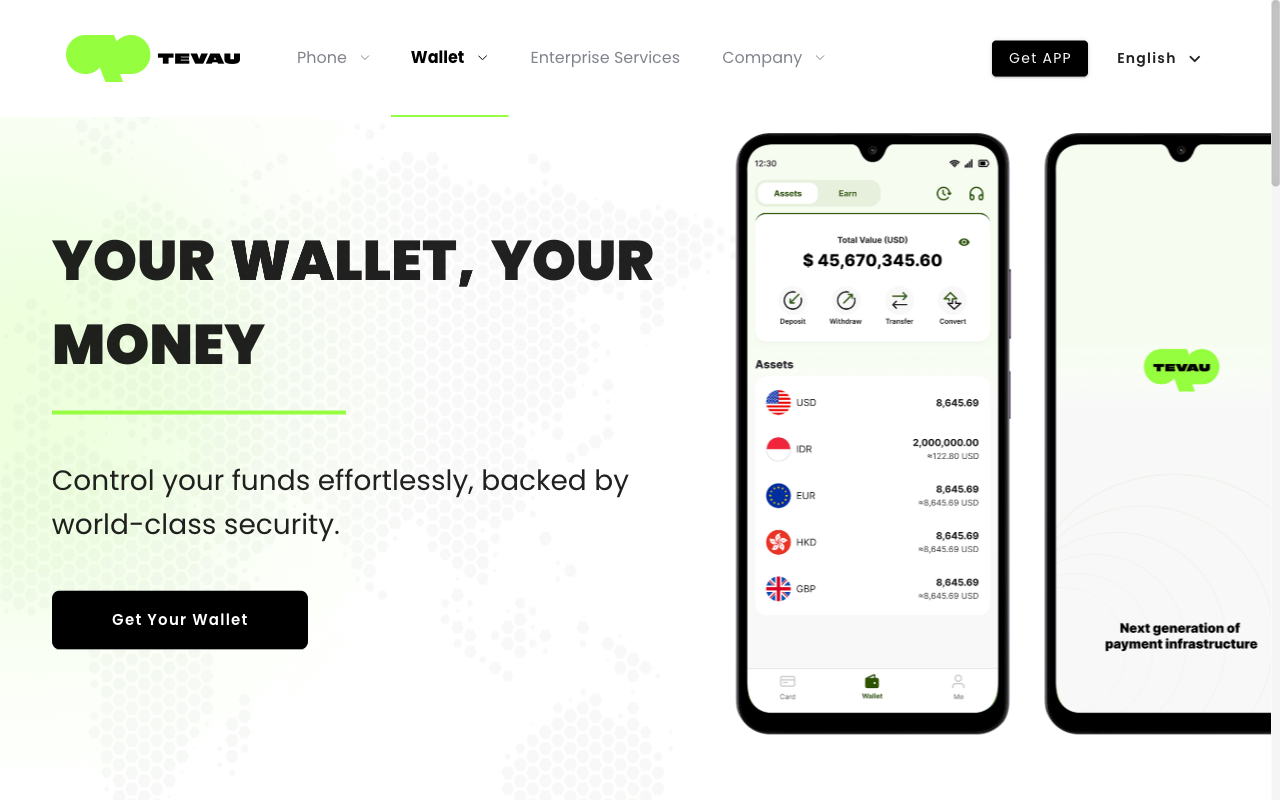 TEVAU
Phone
Wallet
Enterprise Services
Company
Get APP
English
YOUR WALLET, YOUR
MONEY
Control your funds effortlessly, backed by
world-class security.
Get Your Wallet
12:30
Assets
Earn
Total Value (USD)
$ 45,670,345.60
Deposit
Withdraw
Transfer
Convert
Assets
USD
8,645.69
IDR
2,000,000.00
≈122.80 USD
EUR
8,645.69
≈8,645.69 USD
HKD
8,645.69
≈8,645.69 USD
GBP
8,645.69
≈8,645.69 USD
Card
Wallet
Me
TEVAU
Next generation of
payment infrastructure